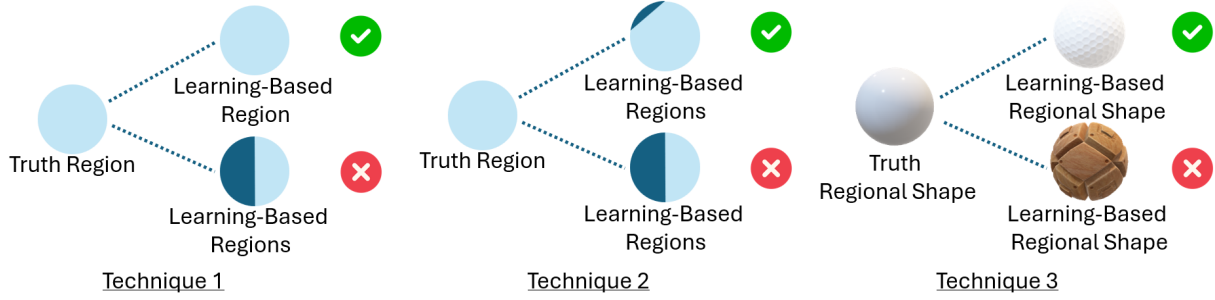 Learning-Based
Region
Truth Region
Learning-Based
Regions
Technique 1
Learning-Based
Regions
Truth Region
Learning-Based
Regions
Technique 2
Learning-Based
Regional Shape
Truth
Regional Shape
Learning-Based
Regional Shape
Technique 3